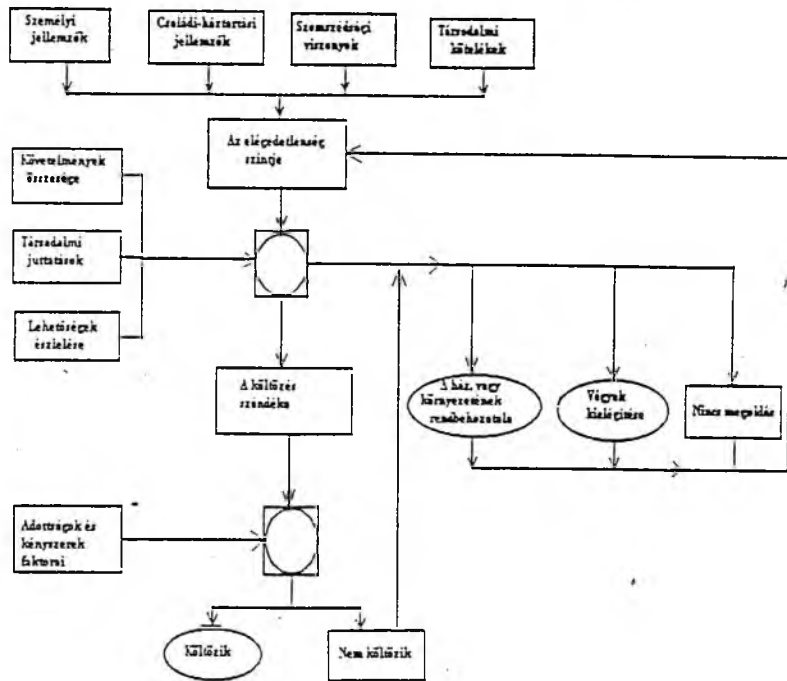 Személyi
jellemzők
Családi-háztartási
jellemzők
Szomszédsági
viszonyok
Társadalmi
kötelékek
Az elégedetlenség
szintje
Követelmények
összesége
Társadalmi
juttatások
Lehetőségek
észlelése
A költözés
szándéka
A ház, vagy
környezetének
rendbehozatala
Vágyak
kielégítése
Nincs megoldás
Adottságok és
kényszerek
faktorai
Költözik
Nem költözik